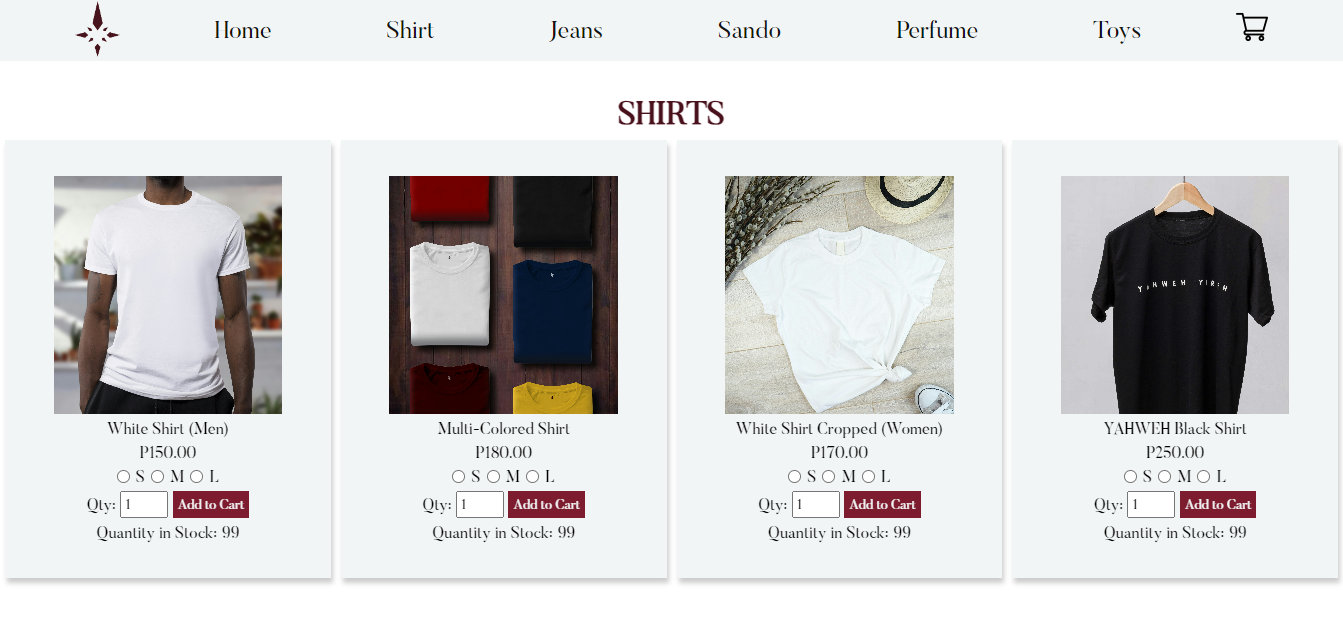 Home Shirt Jeans Sando Perfume Toys
SHIRTS
YAHWEH YIREH
White Shirt (Men)
P150.00
S M L
Qty: 1 Add to Cart
Quantity in Stock: 99
Multi-Colored Shirt
P180.00
S M L
Qty: 1 Add to Cart
Quantity in Stock: 99
White Shirt Cropped (Women)
P170.00
S M L
Qty: 1 Add to Cart
Quantity in Stock: 99
YAHWEH Black Shirt
P250.00
S M L
Qty: 1 Add to Cart
Quantity in Stock: 99